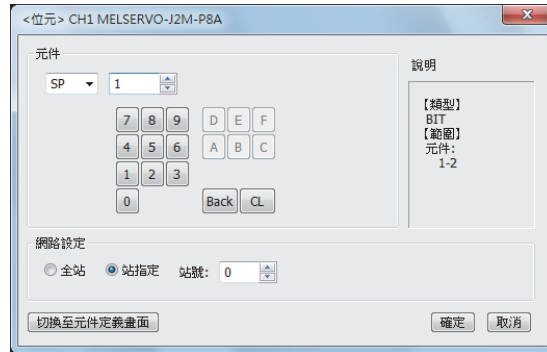 <位元> CH1 MELSERVO-J2M-P8A
元件
SP 1
7 8 9 D E F
4 5 6 A B C
1 2 3
0 Back CL
說明
【類型】
BIT
【範圍】
元件:
1-2
網路設定
全站 站指定 站號: 0
切換至元件定義畫面 確定 取消